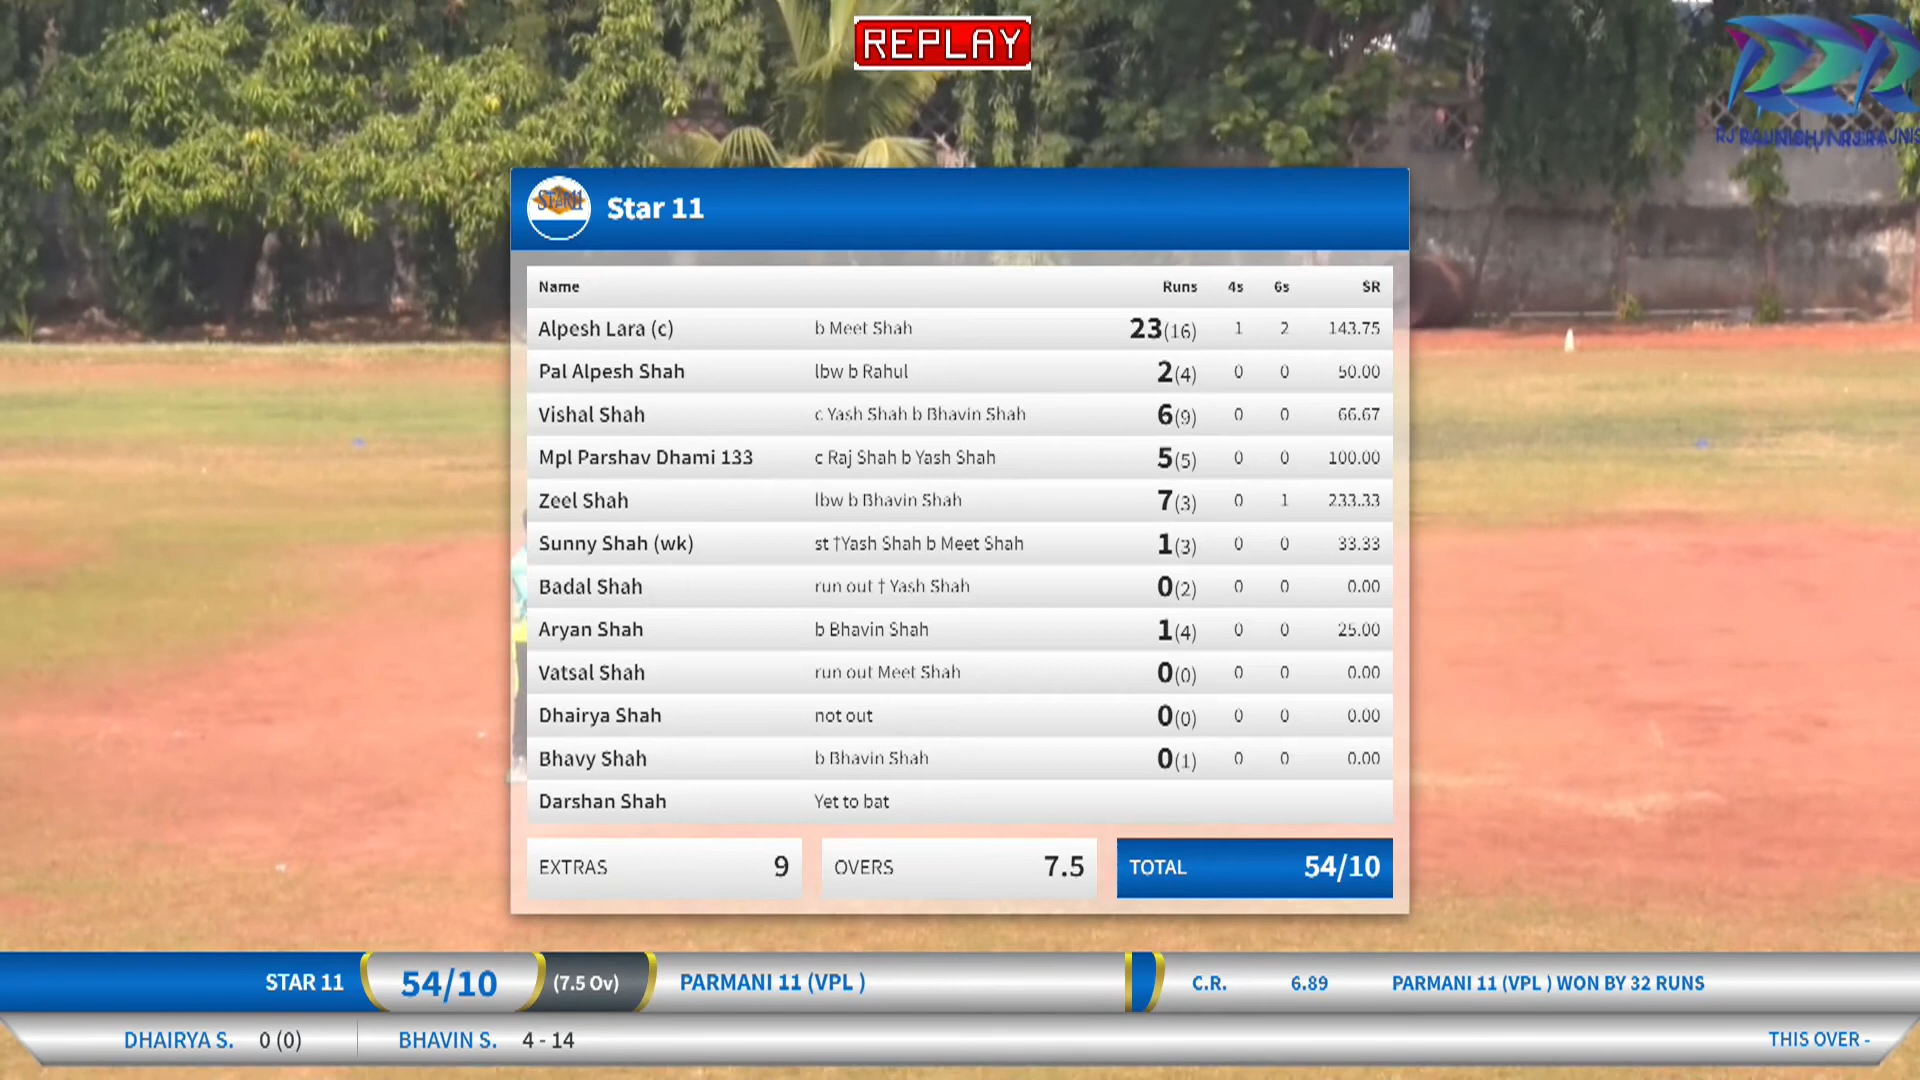 REPLAY
STAR11
Star 11
Name Runs 4s 6s SR
Alpesh Lara (c) b Meet Shah 23(16) 1 2 143.75
Pal Alpesh Shah lbw b Rahul 2(4) 0 0 50.00
Vishal Shah c Yash Shah b Bhavin Shah 6(9) 0 0 66.67
Mpl Parshav Dhami 133 c Raj Shah b Yash Shah 5(5) 0 0 100.00
Zeel Shah lbw b Bhavin Shah 7(3) 0 1 233.33
Sunny Shah (wk) st †Yash Shah b Meet Shah 1(3) 0 0 33.33
Badal Shah run out † Yash Shah 0(2) 0 0 0.00
Aryan Shah b Bhavin Shah 1(4) 0 0 25.00
Vatsal Shah run out Meet Shah 0(0) 0 0 0.00
Dhairya Shah not out 0(0) 0 0 0.00
Bhavy Shah b Bhavin Shah 0(1) 0 0 0.00
Darshan Shah Yet to bat
EXTRAS 9 OVERS 7.5 TOTAL 54/10
STAR 11 54/10 (7.5 Ov) PARMANI 11 (VPL ) C.R. 6.89 PARMANI 11 (VPL ) WON BY 32 RUNS
DHAIRYA S. 0 (0) BHAVIN S. 4 - 14 THIS OVER -